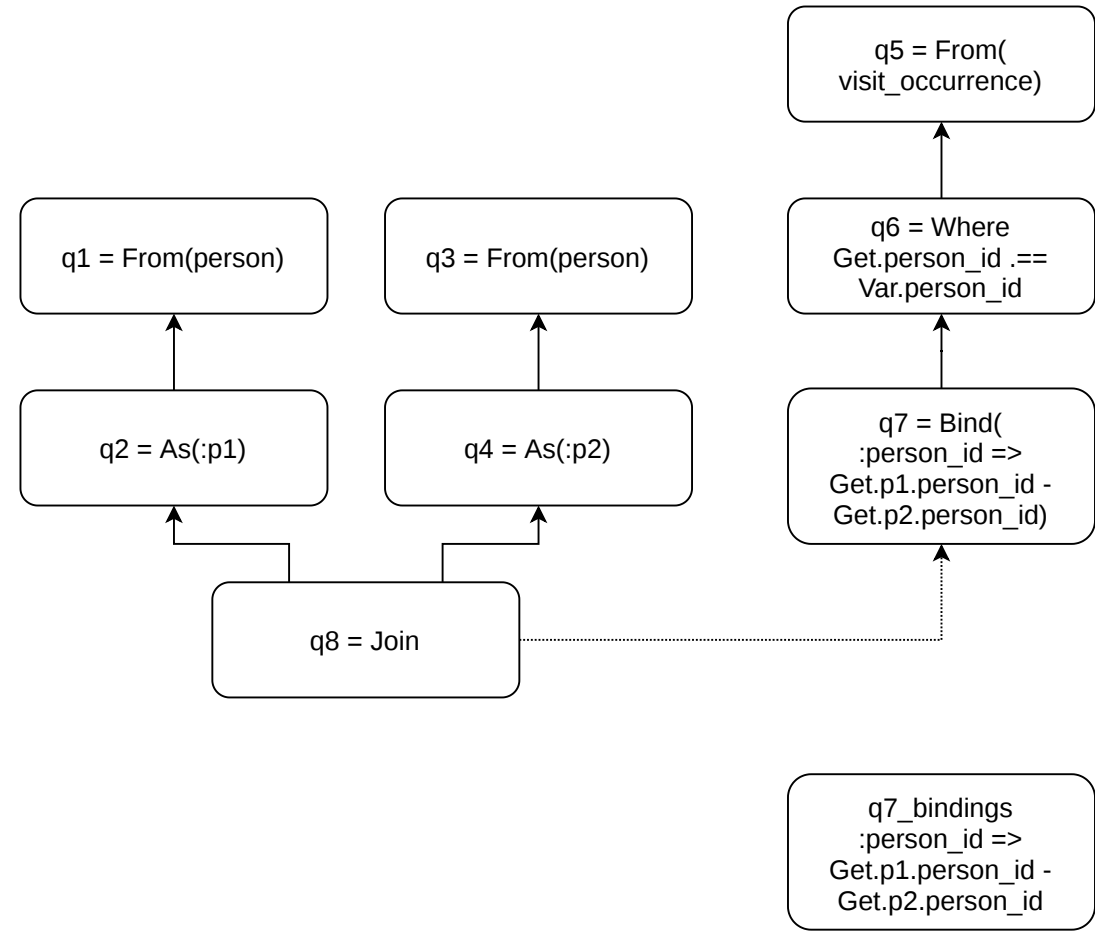 q5 = From(
visit_occurrence)
q1 = From(person)
q3 = From(person)
q6 = Where
Get.person_id .==
Var.person_id
q2 = As(:p1)
q4 = As(:p2)
q7 = Bind(
:person_id =>
Get.p1.person_id -
Get.p2.person_id)
q8 = Join
q7_bindings
:person_id =>
Get.p1.person_id -
Get.p2.person_id